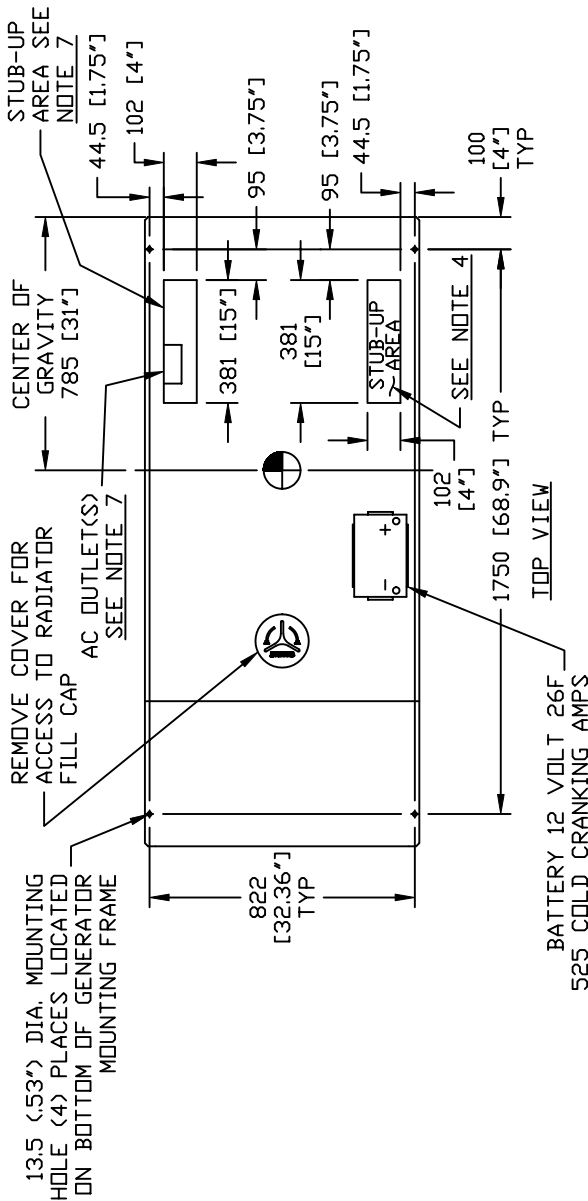 13.5 (.53") DIA. MOUNTING
HOLE (4) PLACES LOCATED
ON BOTTOM OF GENERATOR
MOUNTING FRAME
REMOVE COVER FOR
ACCESS TO RADIATOR
FILL CAP
AC OUTLET(S)
SEE NOTE 7
CENTER OF
GRAVITY
785 [31"]
STUB-UP
AREA SEE
NOTE 7
44.5 [1.75"]
102 [4"]
95 [3.75"]
95 [3.75"]
44.5 [1.75"]
100
[4"]
TYP
381 [15"]
381
[15"]
STUB-UP
AREA
SEE NOTE 4
102
[4"]
1750 [68.9"] TYP
TOP VIEW
822
[32.36"]
TYP
- +
BATTERY 12 VOLT 26F
525 COLD CRANKING AMPS